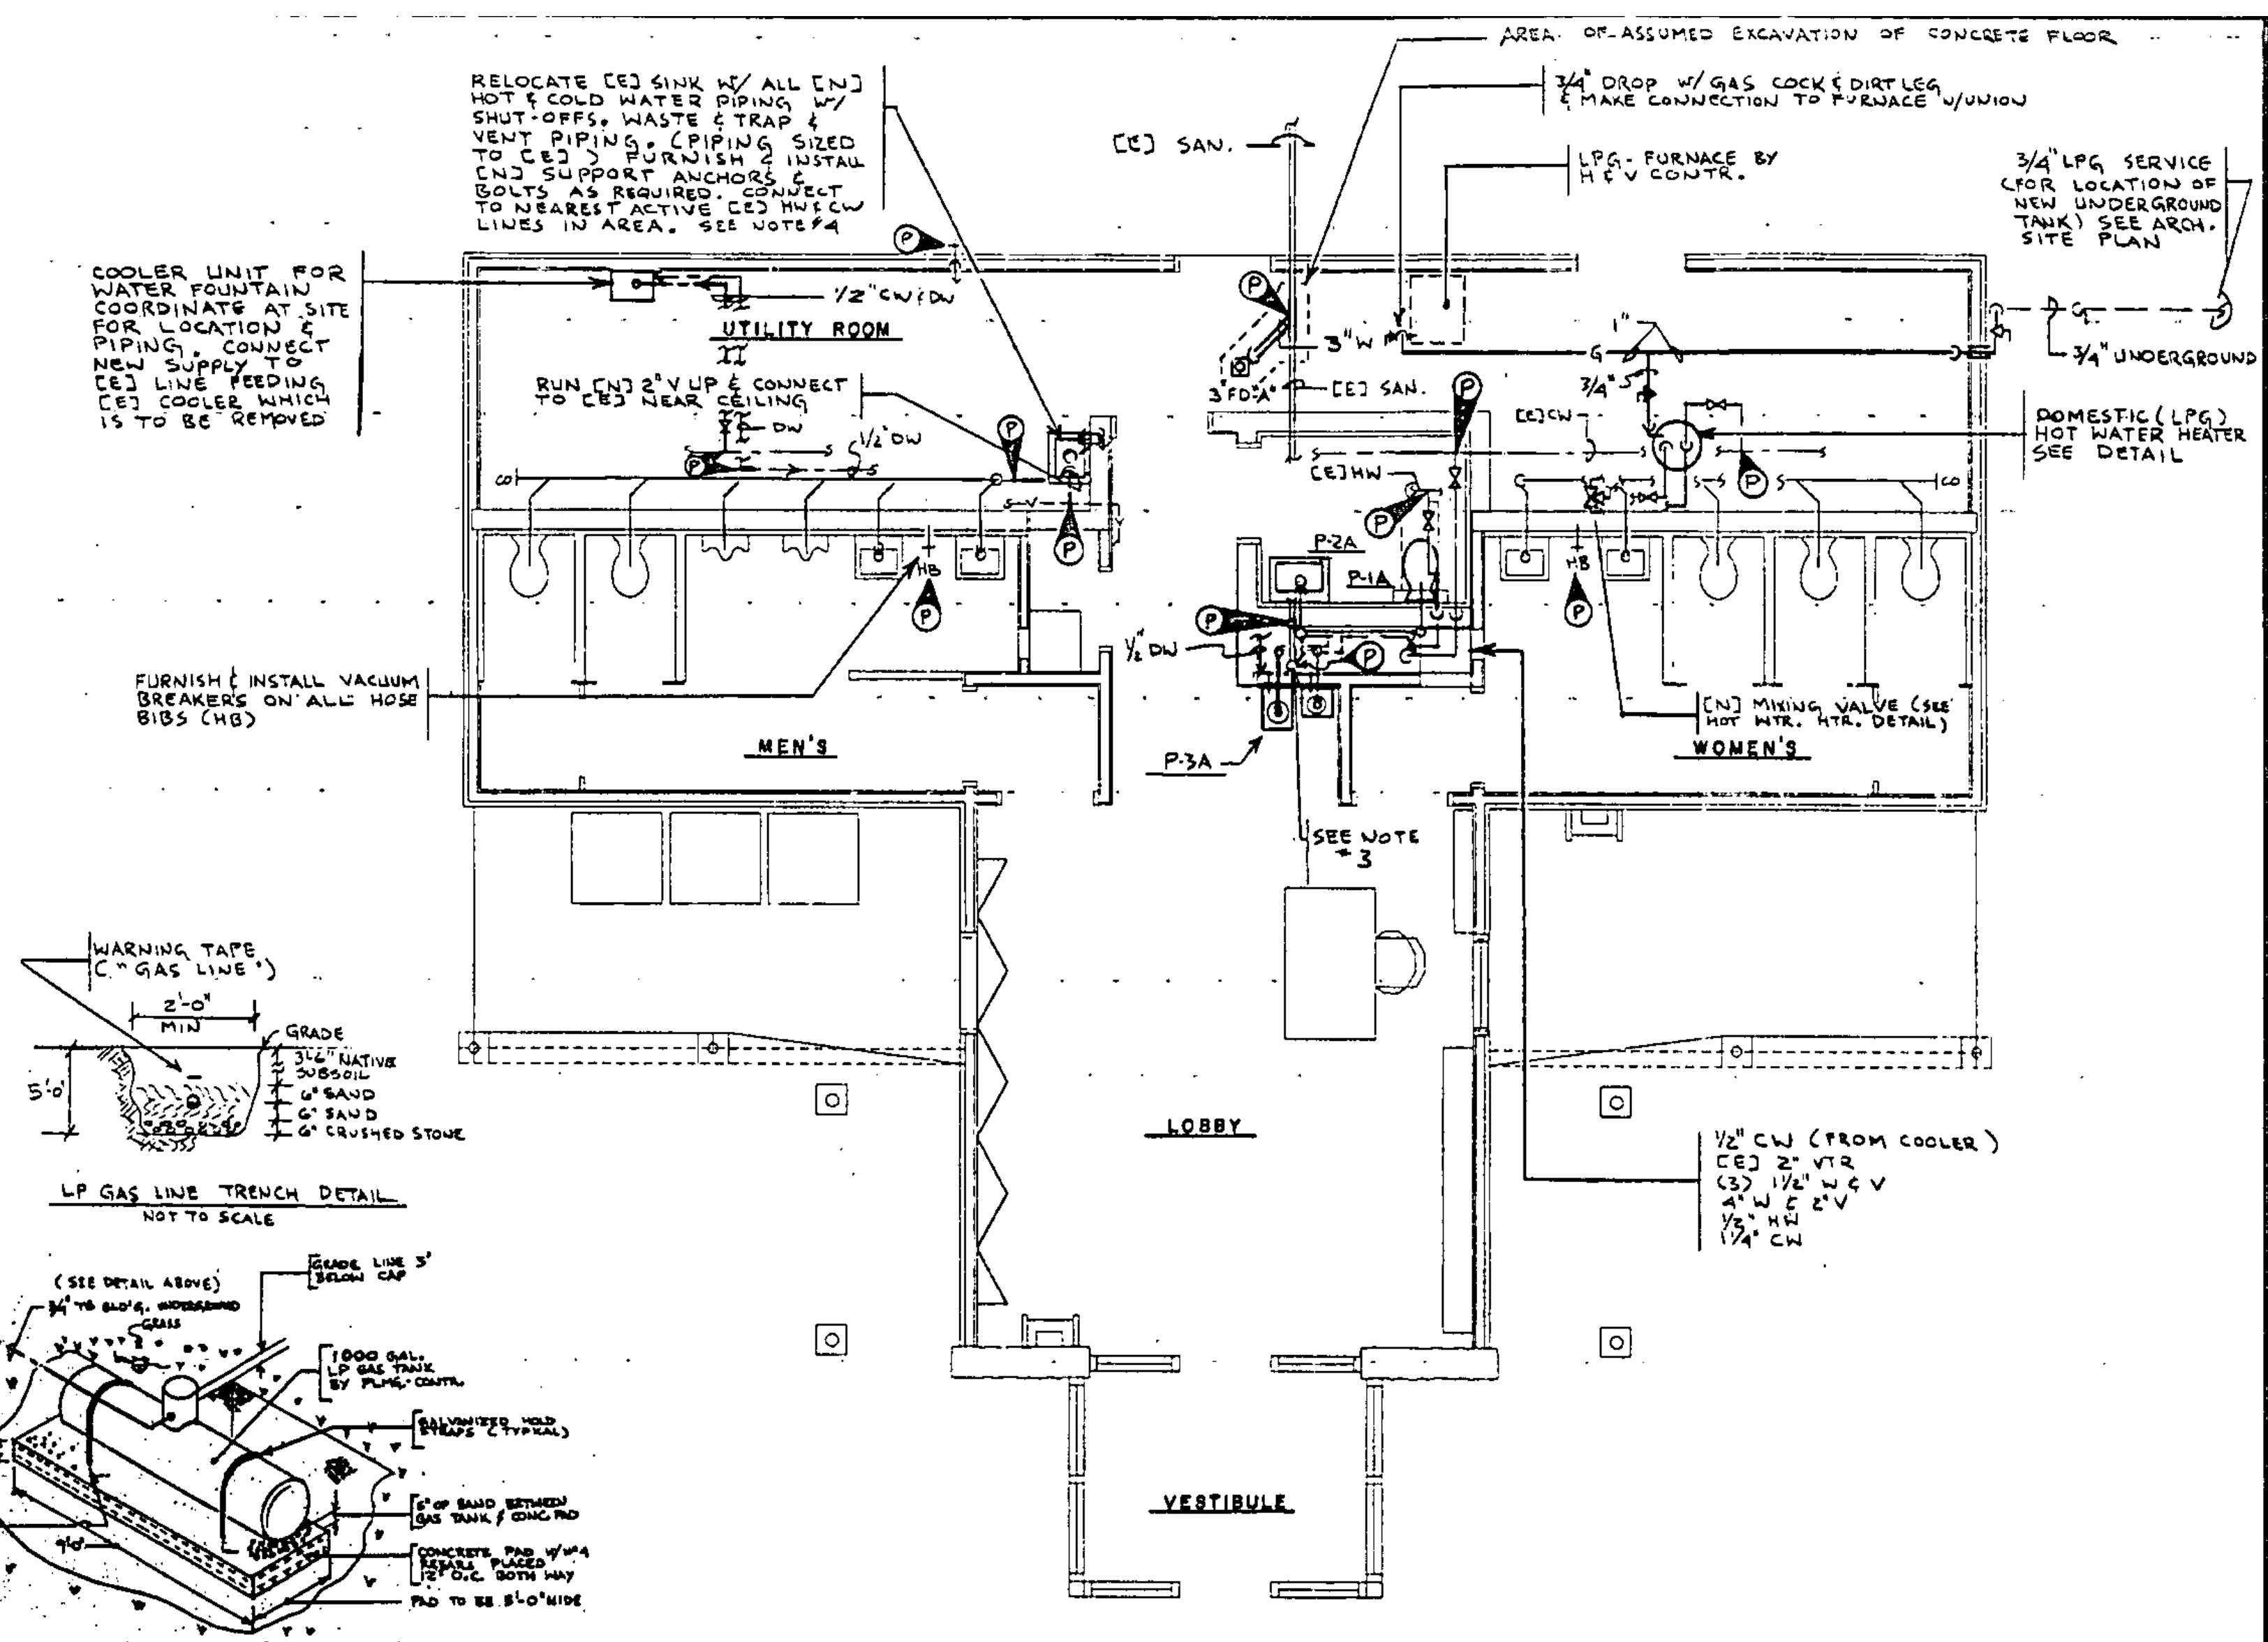 AREA OF ASSUMED EXCAVATION OF CONCRETE FLOOR
RELOCATE [E] SINK W/ ALL [N]
HOT & COLD WATER PIPING W/
SHUT-OFFS. WASTE & TRAP &
VENT PIPING. (PIPING SIZED
TO [E]) FURNISH & INSTALL
[N] SUPPORT ANCHORS &
BOLTS AS REQUIRED. CONNECT
TO NEAREST ACTIVE [E] HW & CW
LINES IN AREA. SEE NOTE #4
3/4" DROP W/ GAS COCK & DIRT LEG
& MAKE CONNECTION TO FURNACE W/UNION
[E] SAN.
LPG-FURNACE BY
H & V CONTR.
3/4" LPG SERVICE
(FOR LOCATION OF
NEW UNDERGROUND
TANK) SEE ARCH.
SITE PLAN
COOLER UNIT FOR
WATER FOUNTAIN
COORDINATE AT SITE
FOR LOCATION &
PIPING. CONNECT
NEW SUPPLY TO
[E] LINE FEEDING
[E] COOLER WHICH
IS TO BE REMOVED
P
1/2" CW & DW
UTILITY ROOM
P
3" W
3" FD-"A"
[E] SAN.
1"
G
G
3/4"
3/4" UNDERGROUND
RUN [N] 2" V UP & CONNECT
TO [E] NEAR CEILING
DW
1/2" DW
P
P
P
[E] CW
[E] HW
DOMESTIC (LPG)
HOT WATER HEATER
SEE DETAIL
CO
V
P
P
P
CO
P-2A
P-1A
HB
P
HB
P
P
1/2" DW
P
FURNISH & INSTALL VACUUM
BREAKERS ON ALL HOSE
BIBS (HB)
[N] MIXING VALVE (SEE
HOT WTR. HTR. DETAIL)
MEN'S
P-3A
WOMEN'S
SEE NOTE
# 3
WARNING TAPE
("GAS LINE")
2'-0"
MIN
GRADE
3'-6" NATIVE
SUBSOIL
6" SAND
6" SAND
6" CRUSHED STONE
5'-0"
LP GAS LINE TRENCH DETAIL
NOT TO SCALE
LOBBY
1/2" CW (FROM COOLER)
[E] 2" VTR
(3) 1 1/2" W & V
4" W & 2" V
1/2" HW
1 1/4" CW
(SEE DETAIL ABOVE)
3/4" TO BLD'G. UNDERGROUND
GRASS
GRADE LINE 3"
BELOW CAP
1000 GAL.
LP GAS TANK
BY PLMG. CONTR.
GALVANIZED HOLD
STRAPS (TYPICAL)
6" OF SAND BETWEEN
GAS TANK & CONC. PAD
CONCRETE PAD W/ #4
REBARS PLACED
12" O.C. BOTH WAY
PAD TO BE 5'-0" WIDE
VESTIBULE